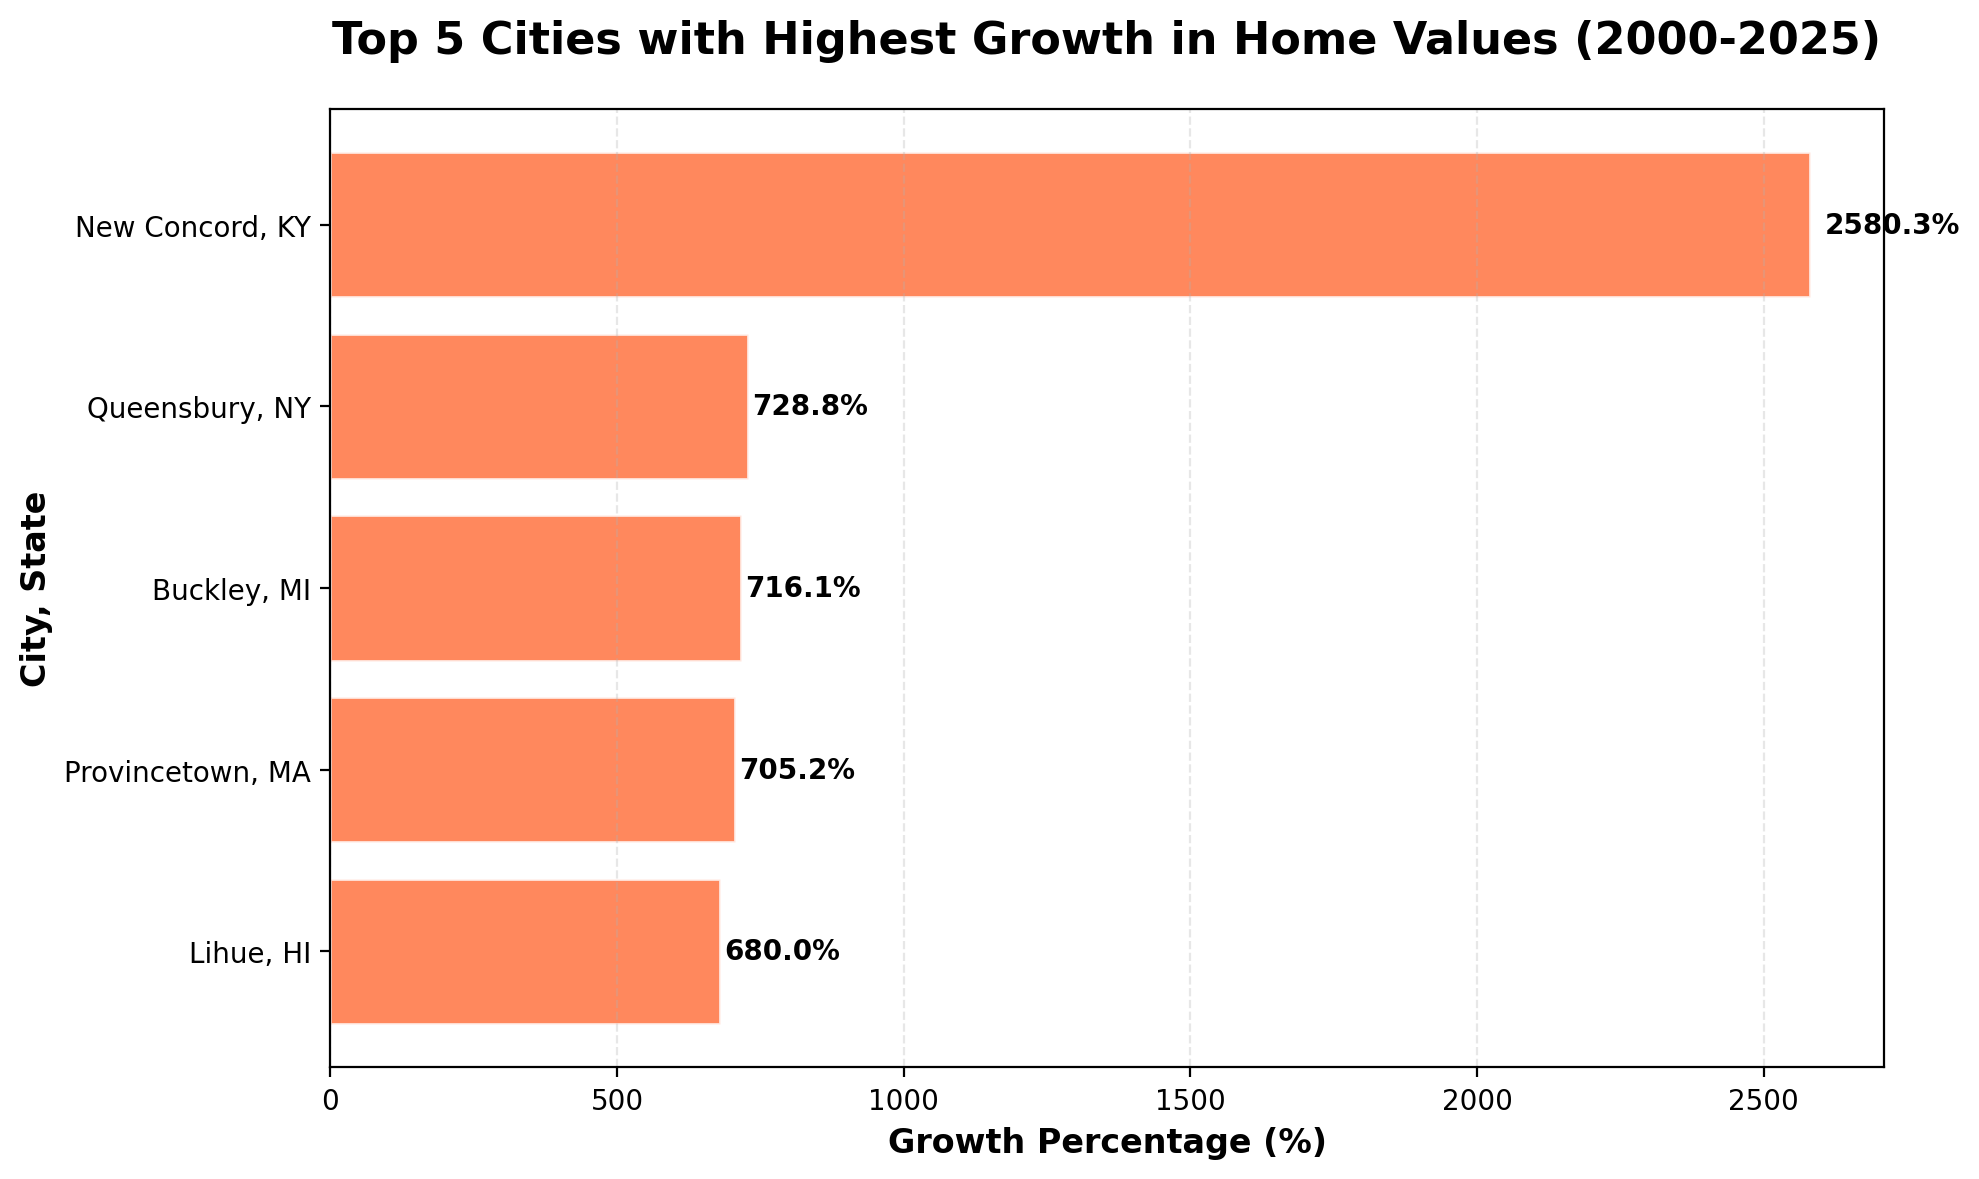 Top 5 Cities with Highest Growth in Home Values (2000-2025)
New Concord, KY
2580.3%
Queensbury, NY
728.8%
Buckley, MI
716.1%
Provincetown, MA
705.2%
Lihue, HI
680.0%
City, State
0 500 1000 1500 2000 2500
Growth Percentage (%)